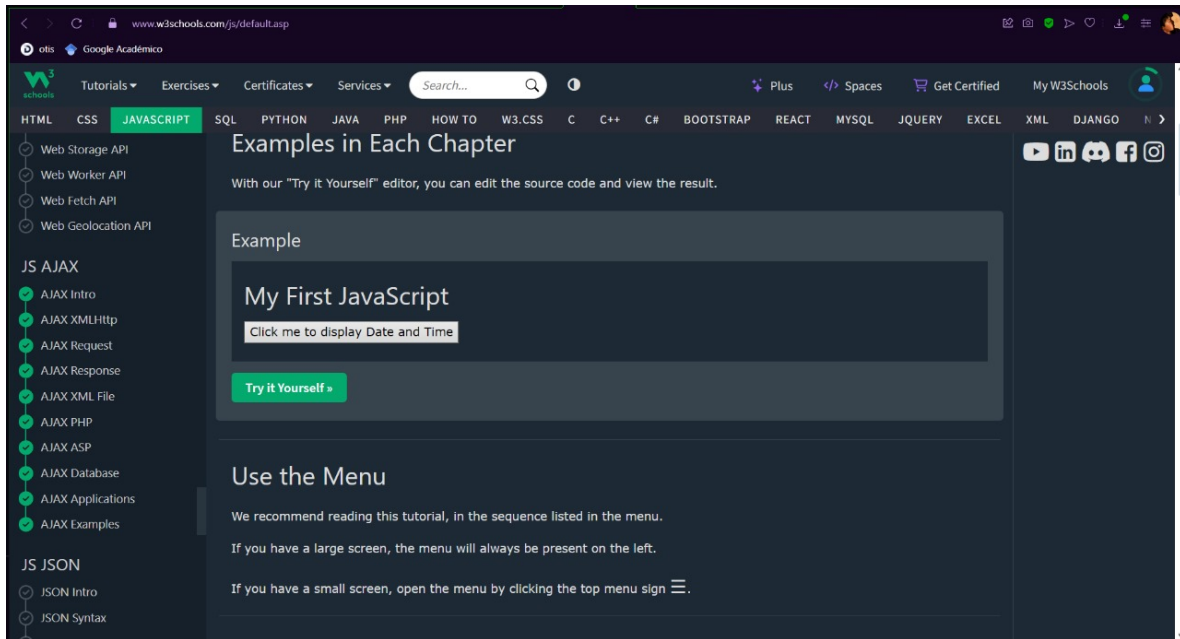 www.w3schools.com/js/default.asp
otis Google Académico
W3 schools Tutorials Exercises Certificates Services Search... Plus </> Spaces Get Certified My W3Schools
HTML CSS JAVASCRIPT SQL PYTHON JAVA PHP HOW TO W3.CSS C C++ C# BOOTSTRAP REACT MYSQL JQUERY EXCEL XML DJANGO N
Web Storage API
Web Worker API
Web Fetch API
Web Geolocation API
JS AJAX
AJAX Intro
AJAX XMLHttp
AJAX Request
AJAX Response
AJAX XML File
AJAX PHP
AJAX ASP
AJAX Database
AJAX Applications
AJAX Examples
JS JSON
JSON Intro
JSON Syntax
Examples in Each Chapter
With our "Try it Yourself" editor, you can edit the source code and view the result.
Example
My First JavaScript
Click me to display Date and Time
Try it Yourself »
Use the Menu
We recommend reading this tutorial, in the sequence listed in the menu.
If you have a large screen, the menu will always be present on the left.
If you have a small screen, open the menu by clicking the top menu sign ☰.